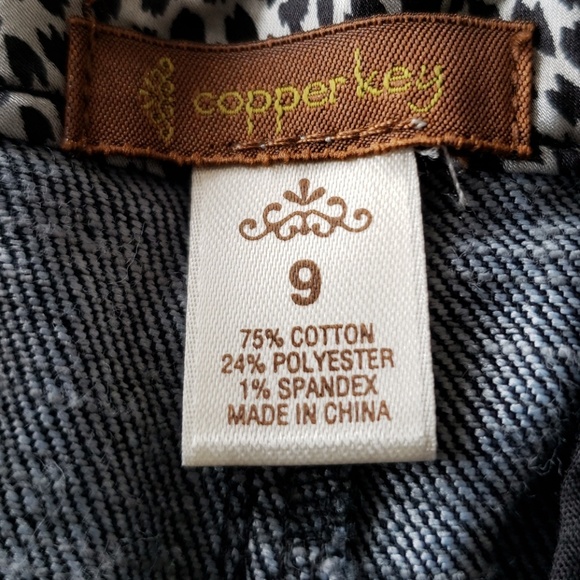 copper key
9
75% COTTON
24% POLYESTER
1% SPANDEX
MADE IN CHINA